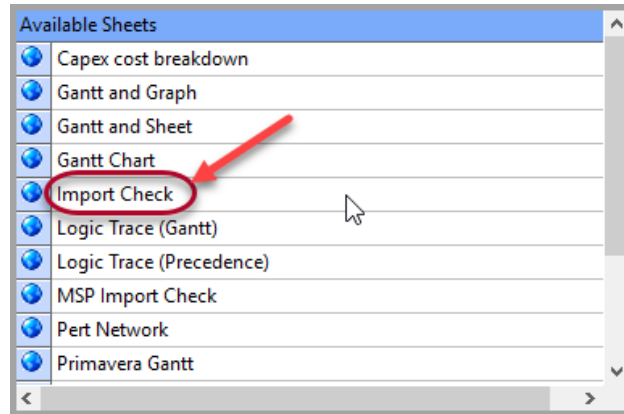 Available Sheets
Capex cost breakdown
Gantt and Graph
Gantt and Sheet
Gantt Chart
Import Check
Logic Trace (Gantt)
Logic Trace (Precedence)
MSP Import Check
Pert Network
Primavera Gantt